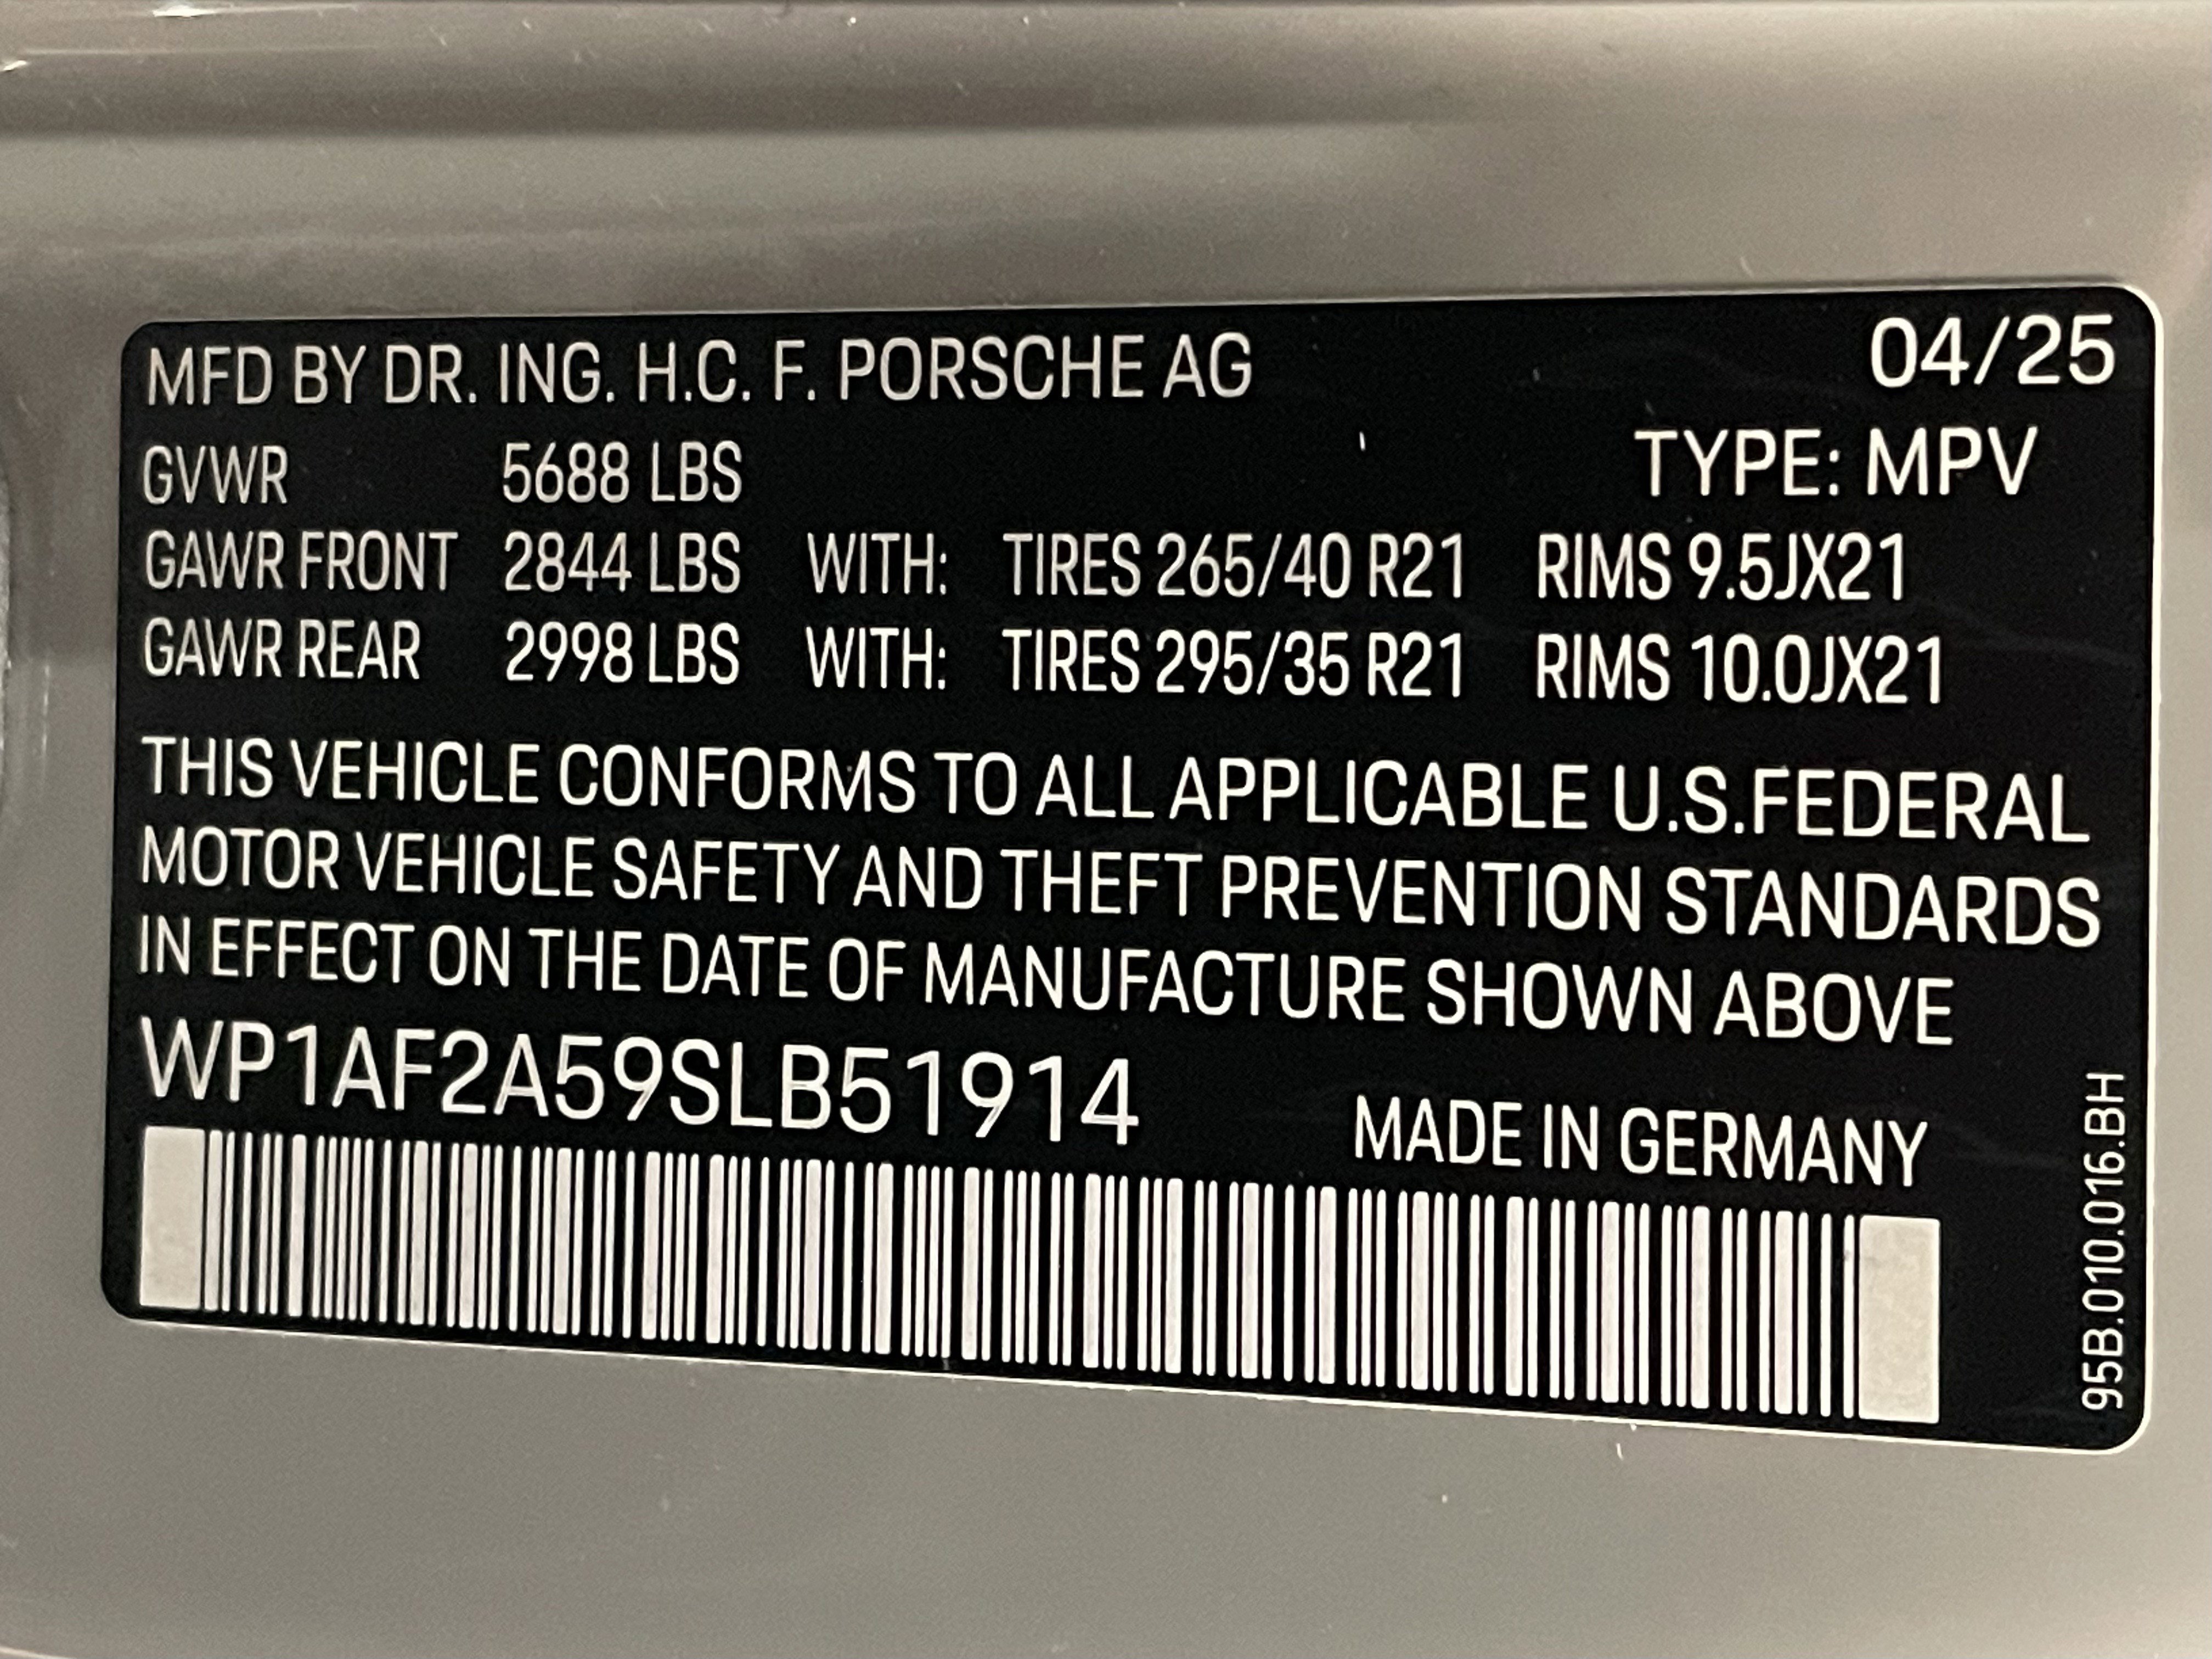 MFD BY DR. ING. H.C. F. PORSCHE AG 04/25
GVWR 5688 LBS TYPE: MPV
GAWR FRONT 2844 LBS WITH: TIRES 265/40 R21 RIMS 9.5JX21
GAWR REAR 2998 LBS WITH: TIRES 295/35 R21 RIMS 10.0JX21
THIS VEHICLE CONFORMS TO ALL APPLICABLE U.S.FEDERAL
MOTOR VEHICLE SAFETY AND THEFT PREVENTION STANDARDS
IN EFFECT ON THE DATE OF MANUFACTURE SHOWN ABOVE
WP1AF2A59SLB51914
MADE IN GERMANY
95B.010.016.BH